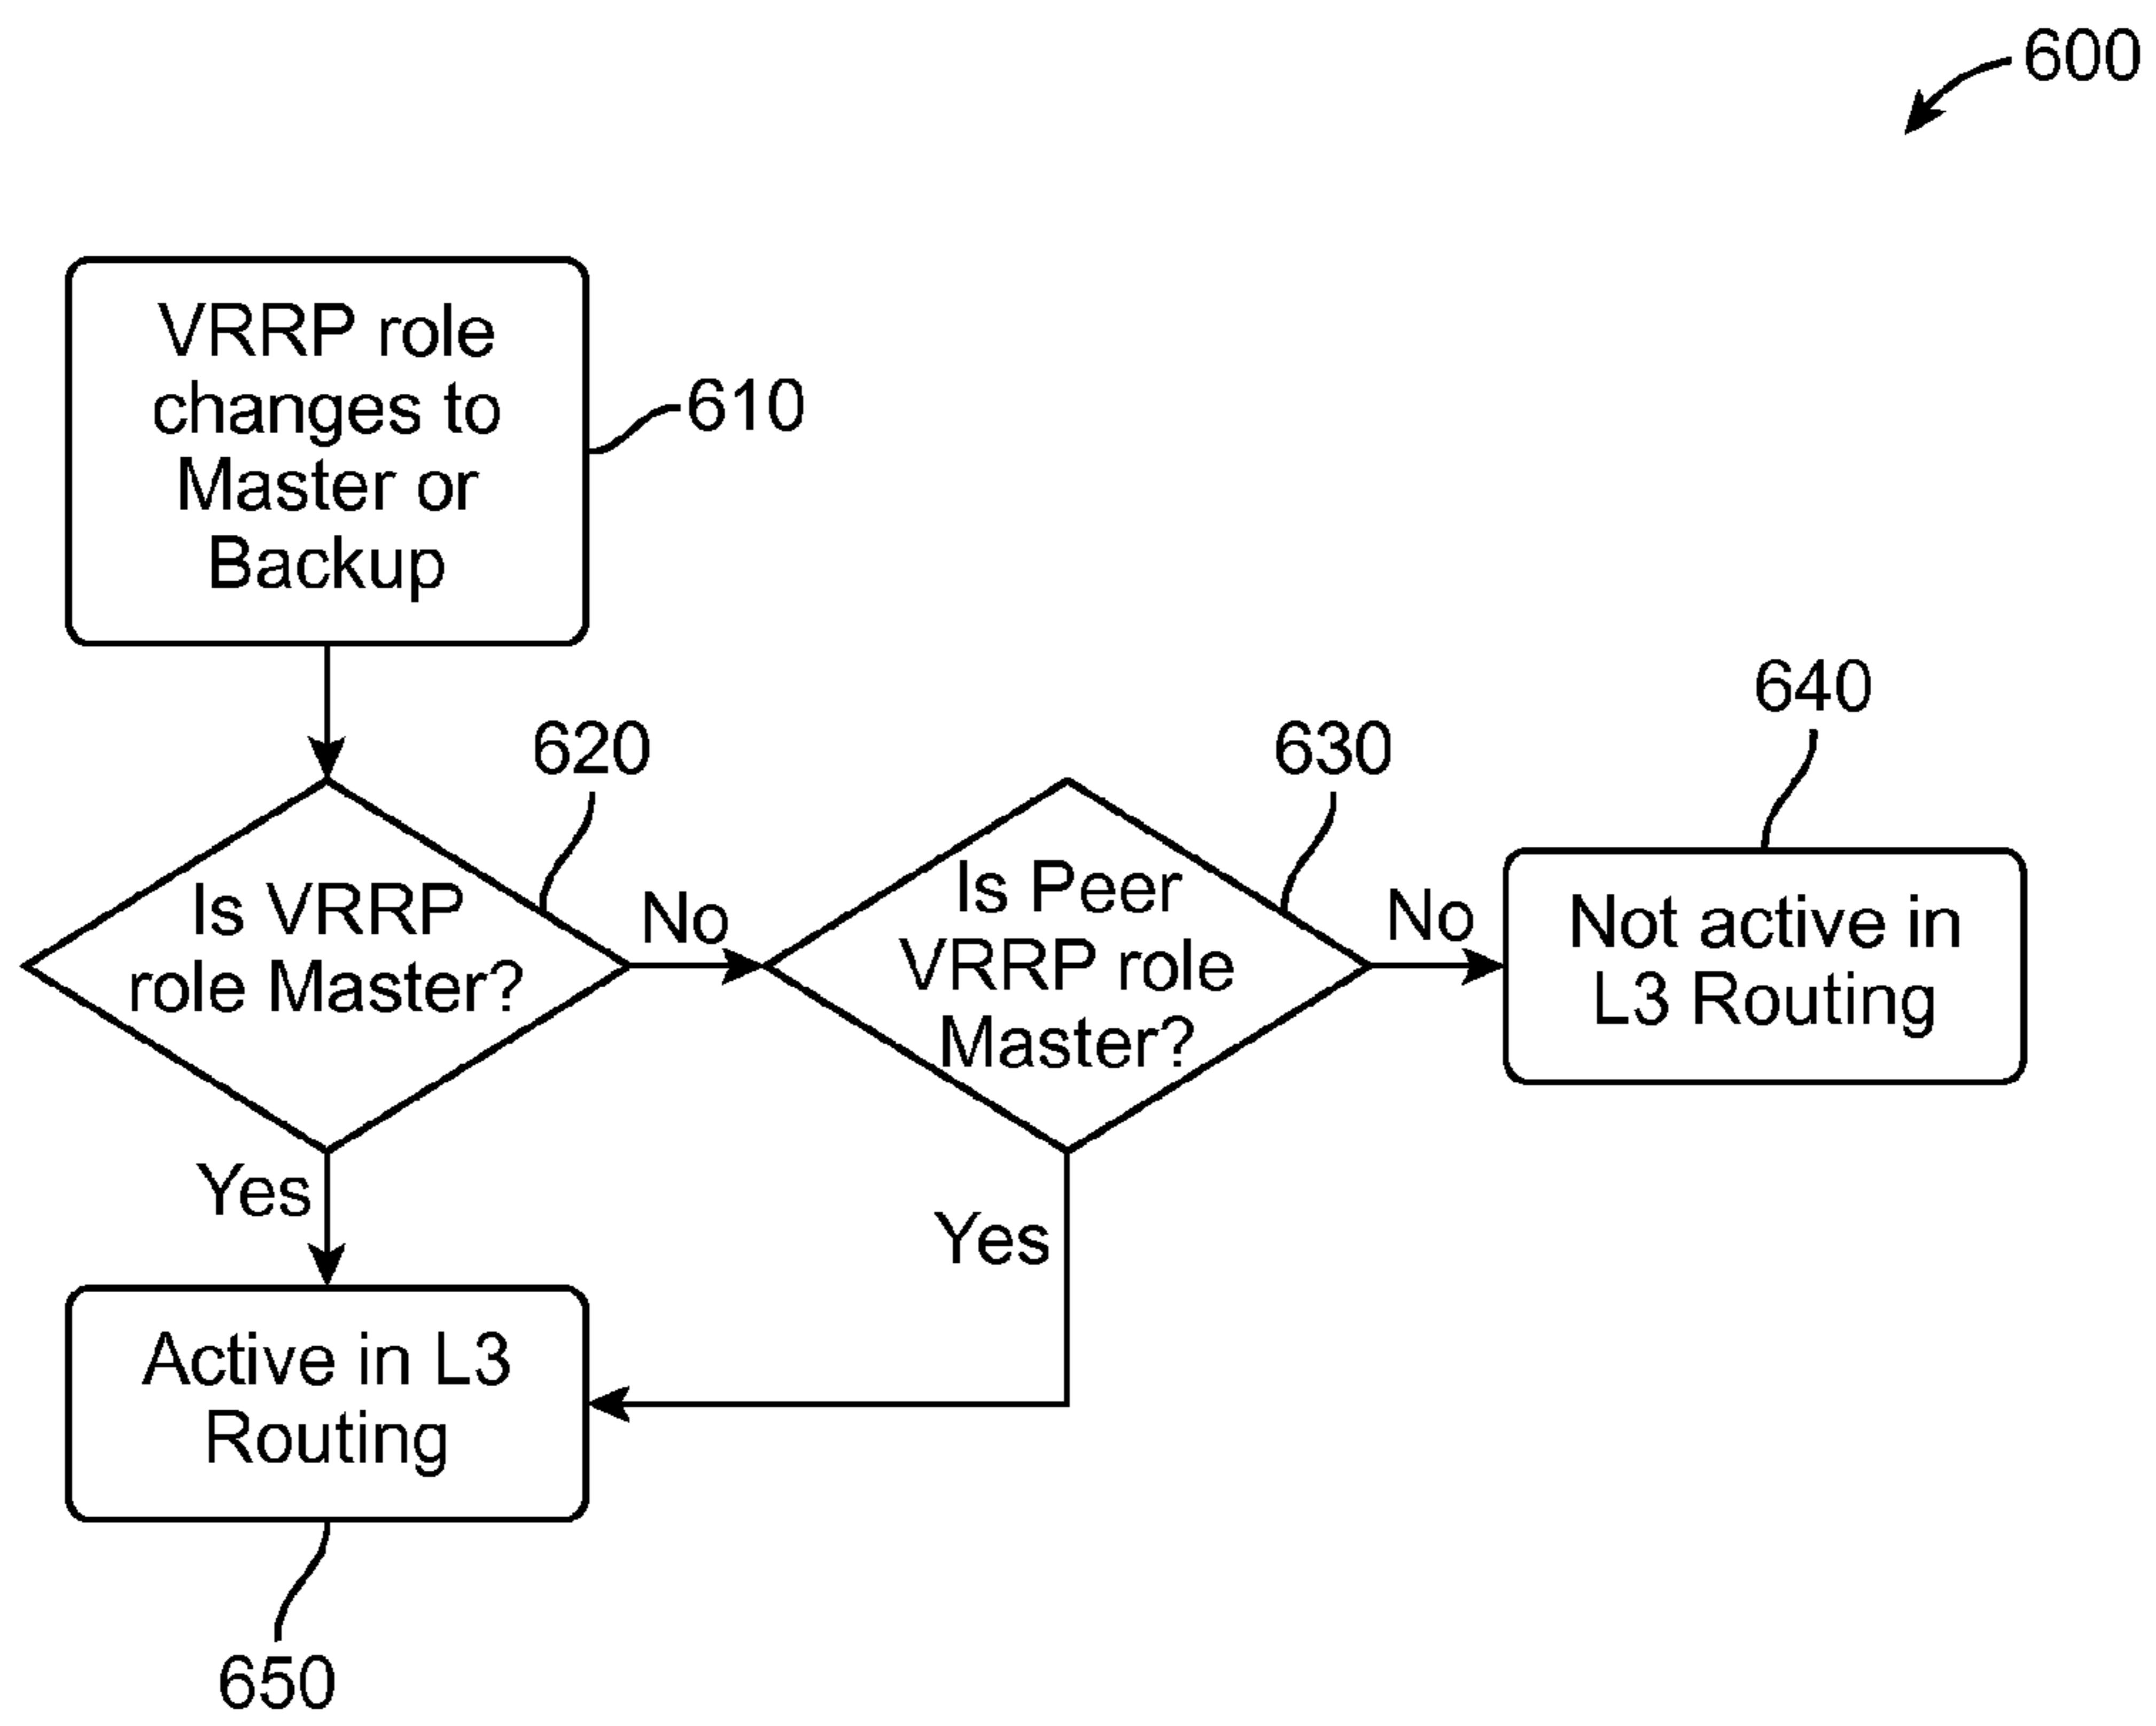 600
VRRP role
changes to
Master or
Backup
610
620
630
640
Is VRRP
role Master?
No
Is Peer
VRRP role
Master?
No
Not active in
L3 Routing
Yes
Yes
Active in L3
Routing
650